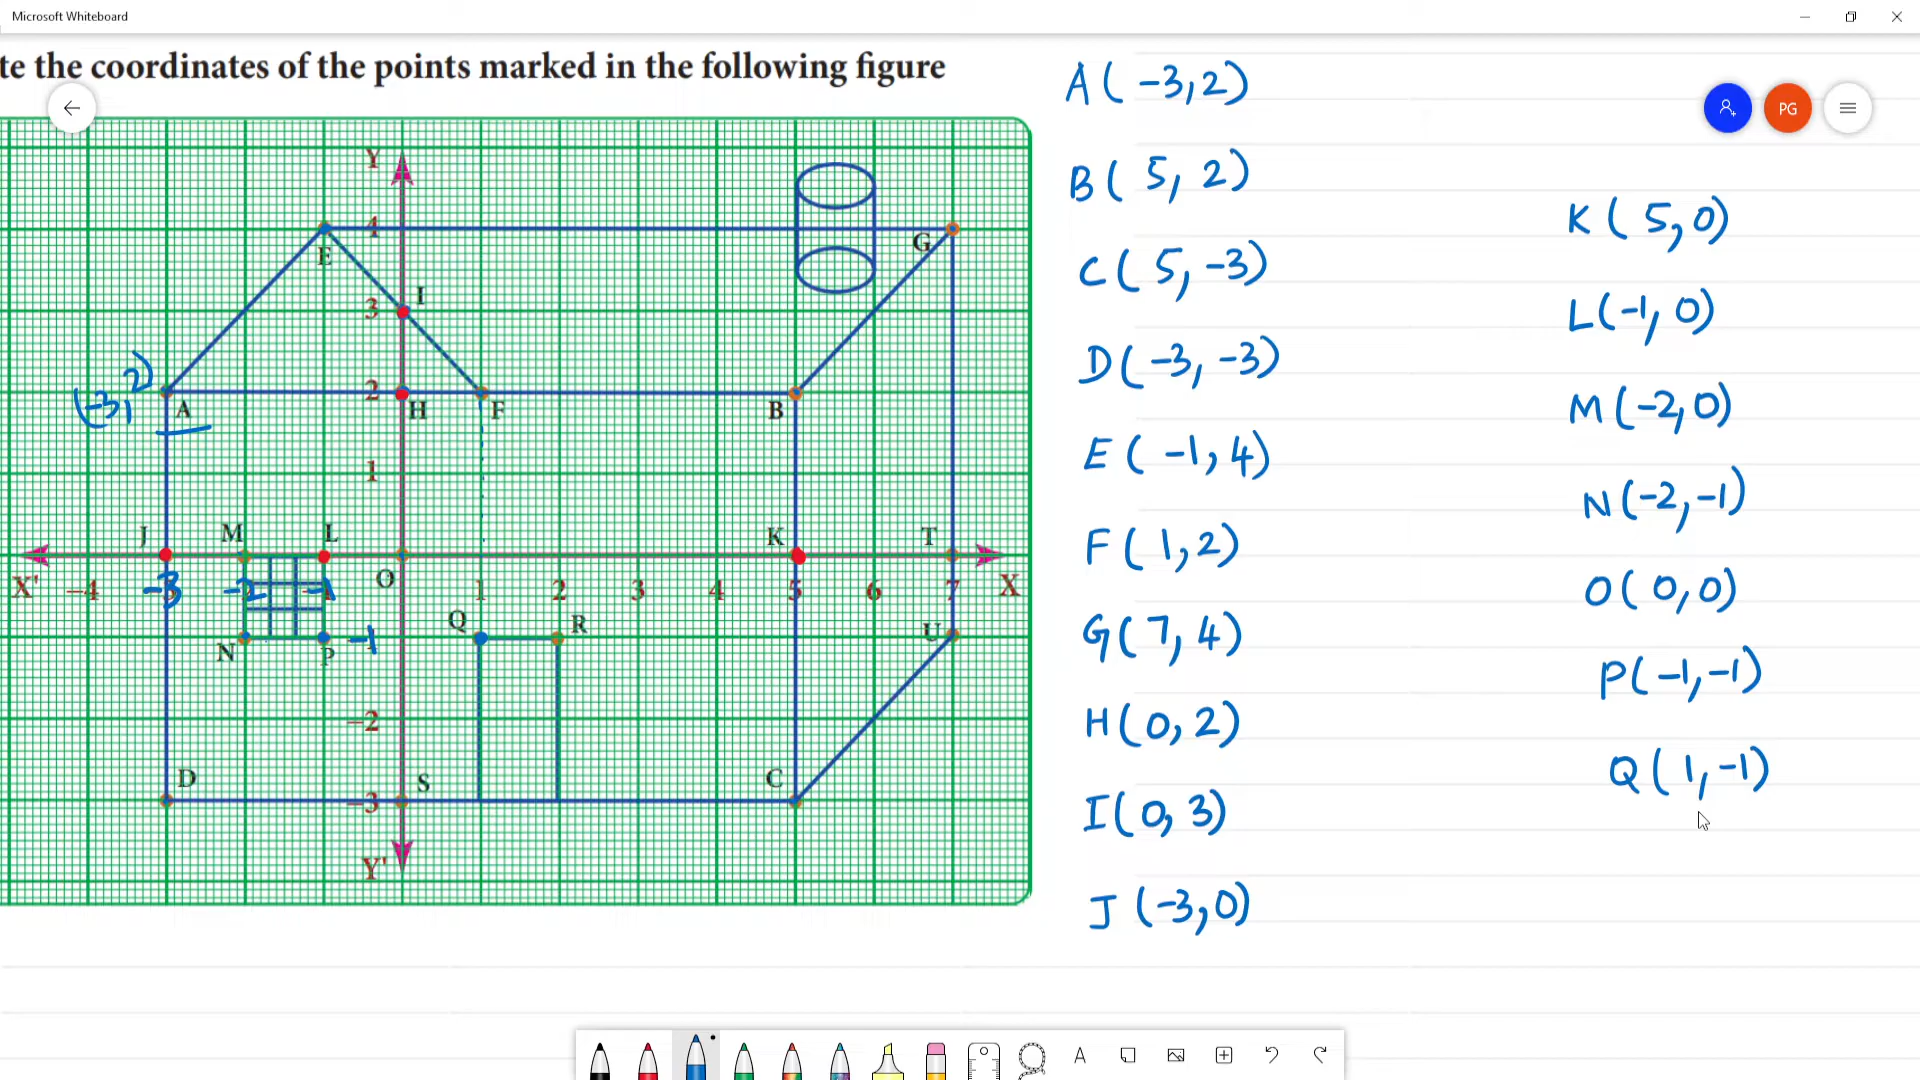 Microsoft Whiteboard
te the coordinates of the points marked in the following figure
PG
Y
4
E
G
I
3
(-3, 2)
A
2
H
F
B
1
J
M
L
K
T
X'
-4
-3
-2
-1
O
1
2
3
4
5
6
7
X
Q
R
U
N
P
-1
-2
D
S
C
-3
Y'
A(-3,2)
B(5, 2)
C(5, -3)
D(-3, -3)
E(-1,4)
F(1,2)
G(7, 4)
H(0, 2)
I(0, 3)
J(-3,0)
K(5,0)
L(-1, 0)
M(-2,0)
N(-2,-1)
O(0,0)
P(-1,-1)
Q(1,-1)
A